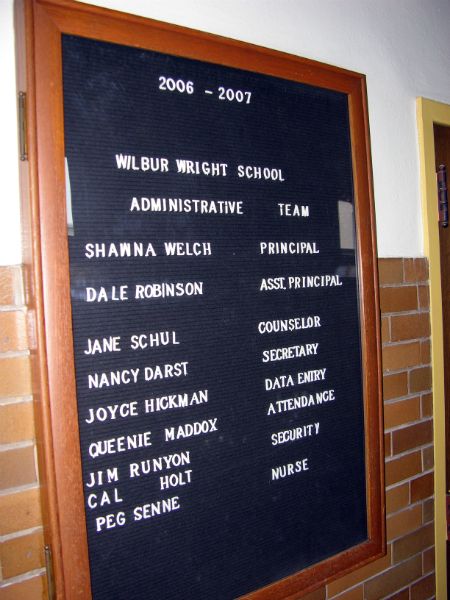 2006 - 2007
WILBUR WRIGHT SCHOOL
ADMINISTRATIVE TEAM
SHAWNA WELCH PRINCIPAL
DALE ROBINSON ASST. PRINCIPAL
JANE SCHUL COUNSELOR
NANCY DARST SECRETARY
JOYCE HICKMAN DATA ENTRY
QUEENIE MADDOX ATTENDANCE
JIM RUNYON SECURITY
CAL HOLT
PEG SENNE NURSE